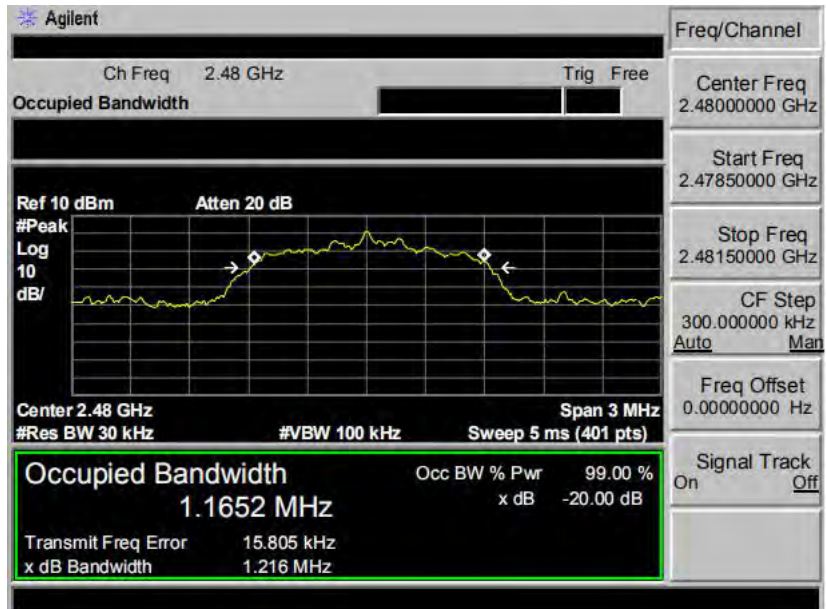 Agilent
Freq/Channel
Ch Freq 2.48 GHz Trig Free
Occupied Bandwidth
Center Freq
2.48000000 GHz
Start Freq
2.47850000 GHz
Ref 10 dBm Atten 20 dB
#Peak
Log
10
dB/
Stop Freq
2.48150000 GHz
CF Step
300.000000 kHz
Auto Man
Freq Offset
0.00000000 Hz
Center 2.48 GHz Span 3 MHz
#Res BW 30 kHz #VBW 100 kHz Sweep 5 ms (401 pts)
Signal Track
On Off
Occupied Bandwidth Occ BW % Pwr 99.00 %
1.1652 MHz x dB -20.00 dB
Transmit Freq Error 15.805 kHz
x dB Bandwidth 1.216 MHz